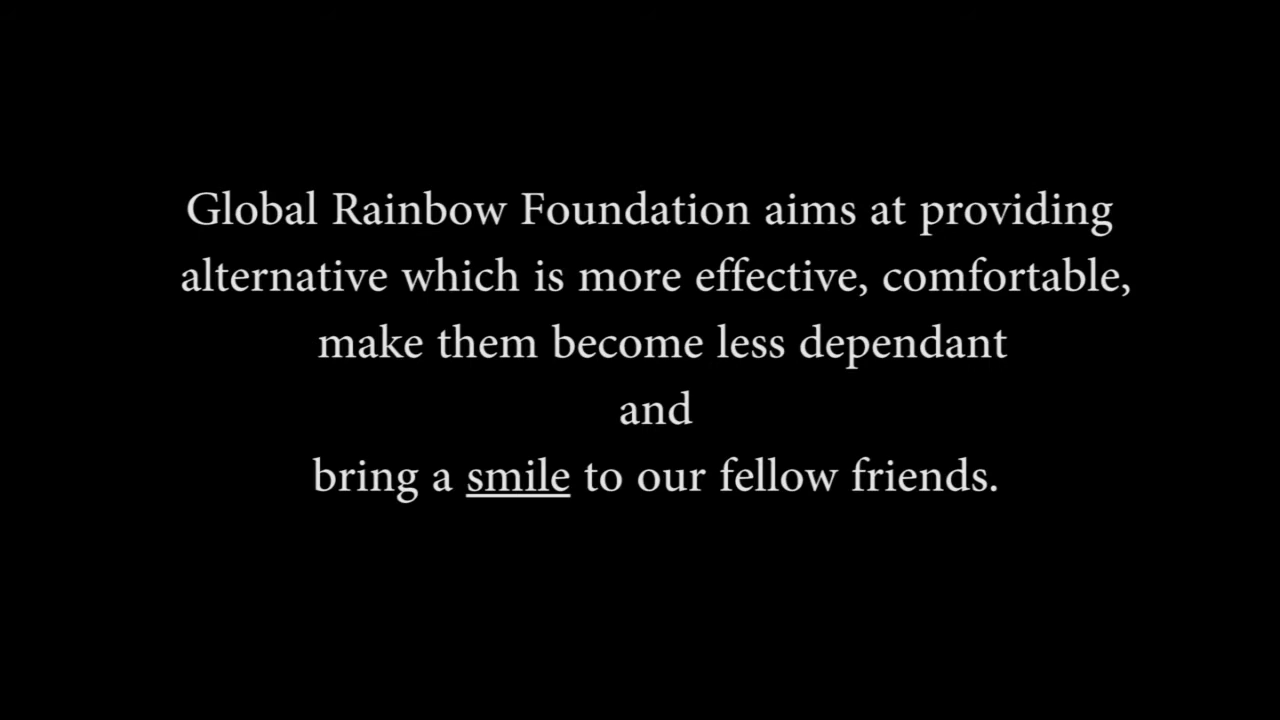 Global Rainbow Foundation aims at providing
alternative which is more effective, comfortable,
make them become less dependant
and
bring a smile to our fellow friends.